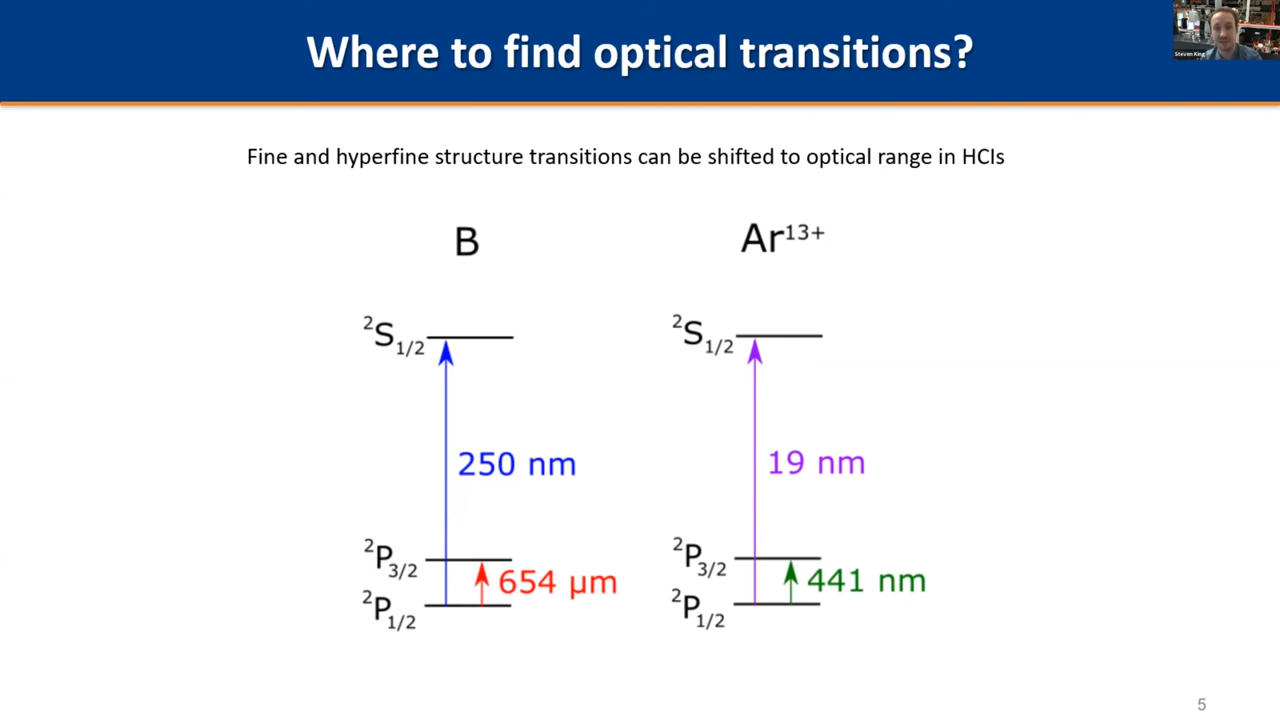 Where to find optical transitions?
Steven King
Fine and hyperfine structure transitions can be shifted to optical range in HCIs
B
Ar¹³⁺
²S₁/₂
²S₁/₂
250 nm
19 nm
²P₃/₂
654 µm
²P₁/₂
²P₃/₂
441 nm
²P₁/₂
5